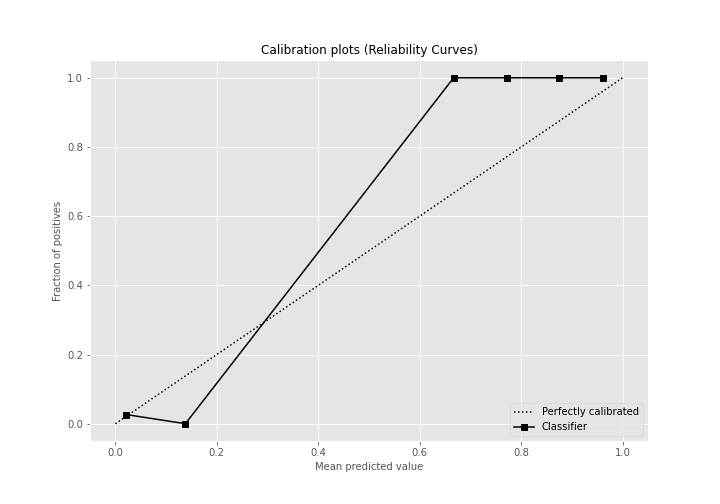 Calibration plots (Reliability Curves)
1.0
0.8
0.6
0.4
0.2
0.0
Fraction of positives
0.0 0.2 0.4 0.6 0.8 1.0
Mean predicted value
Perfectly calibrated
Classifier